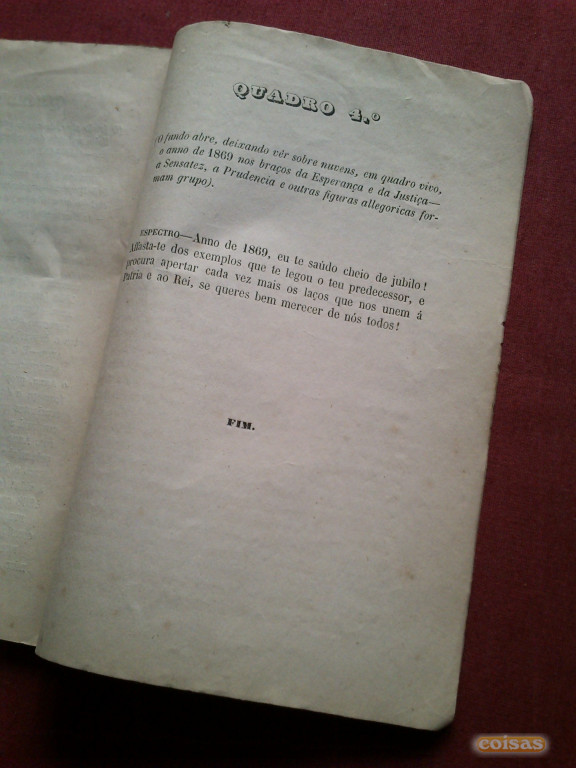 QUADRO 4.º
(O fundo abre, deixando vêr sobre nuvens, em quadro vivo,
o anno de 1869 nos braços da Esperança e da Justiça—
a Sensatez, a Prudencia e outras figuras allegoricas for-
mam grupo).
ESPECTRO—Anno de 1869, eu te saúdo cheio de jubilo!
Affasta-te dos exemplos que te legou o teu predecessor, e
procura apertar cada vez mais os laços que nos unem á
Patria e ao Rei, se queres bem merecer de nós todos!
FIM.
coisas